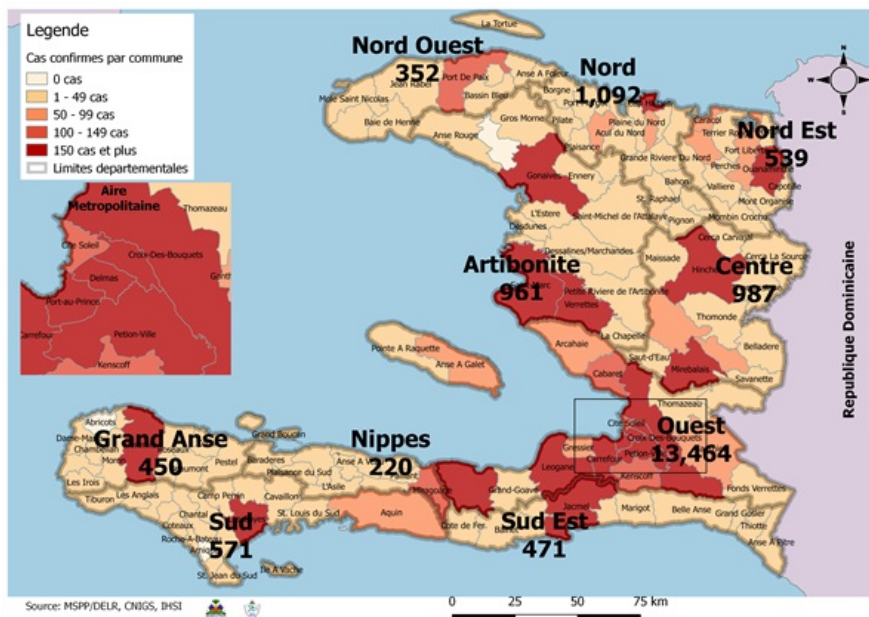 Legende
Cas confirmes par commune
0 cas
1 - 49 cas
50 - 99 cas
100 - 149 cas
150 cas et plus
Limites departementales
Aire
Metropolitaine
Thomazeau
Cite Soleil
Croix-Des-Bouquets
Delmas
Port-au-Prince
Carrefour
Petion-Ville
Kenscoff
La Tortue
Nord Ouest
352
Port De Paix
Jean Rabel
Anse A Foleur
Bassin Bleu
Mole Saint Nicolas
Baie de Henne
Anse Rouge
Gros Morne
Nord
1,092
Borgne
Pilate
Plaine du Nord
Acul du Nord
Plaisance
Grande Riviere Du Nord
Bahon
St. Raphael
Pignon
Caracol
Nord Est
539
Fort Liberte
Perches
Ouanaminthe
Capotille
Valliere
Mont Organise
Mombin Crochu
Gonaives
Ennery
L'Estere
Desdunes
Saint-Michel de l'Attalaye
Dessalines/Marchandes
Artibonite
961
Petite Riviere de l'Artibonite
Verrettes
La Chapelle
Cerca Carvajal
Cerca La Source
Maissade
Centre
987
Thomonde
Belladere
Saut-d'Eau
Mirebalais
Savanette
Pointe A Raquette
Anse A Galet
Arcahaie
Cabaret
Thomazeau
Cite Soleil
Ouest
13,464
Croix-Des-Bouquets
Gressier
Carrefour
Leogane
Kenscoff
Fonds Verrettes
Grand-Goave
Abricots
Grand Anse
450
Chambellan
Les Irois
Pestel
Grand Boucan
Baraderes
Plaisance du Sud
L'Asile
Nippes
220
Miragoane
Tiburon
Les Anglais
Camp Perrin
Cavaillon
Chantal
Coteaux
Roche-A-Bateau
St. Louis du Sud
Sud
571
St. Jean du Sud
Ile A Vache
Aquin
Cote de Fer
Jacmel
Sud Est
471
Marigot
Belle Anse
Grand Gosier
Thiotte
Anse A Pitre
Republique Dominicaine
N
E
S
Source: MSPP/DELR, CNIGS, IHSI
0 25 50 75 km